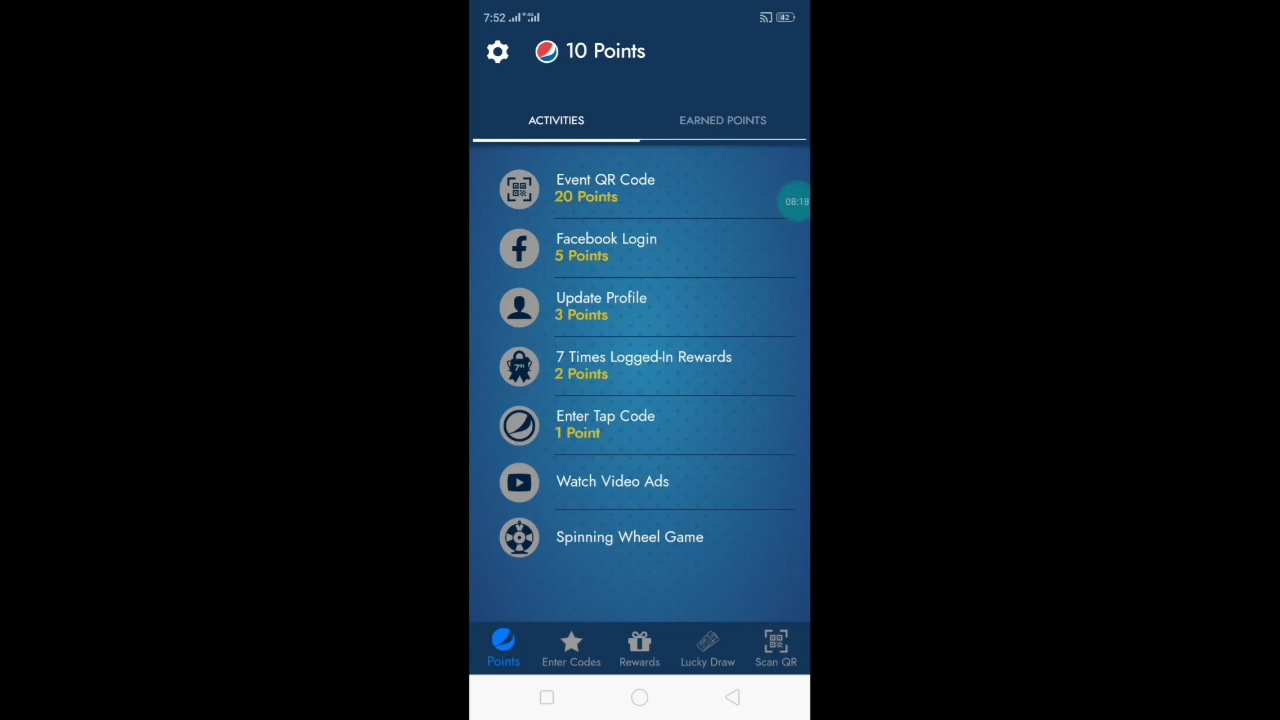 7:52 42
10 Points
ACTIVITIES EARNED POINTS
Event QR Code
20 Points
08:18
Facebook Login
5 Points
Update Profile
3 Points
7 Times Logged-In Rewards
2 Points
Enter Tap Code
1 Point
Watch Video Ads
Spinning Wheel Game
Points Enter Codes Rewards Lucky Draw Scan QR